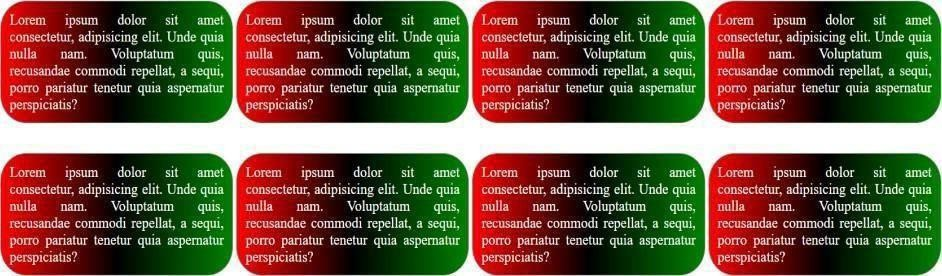 Lorem ipsum dolor sit amet
consectetur, adipisicing elit. Unde quia
nulla nam. Voluptatum quis,
recusandae commodi repellat, a sequi,
porro pariatur tenetur quia aspernatur
perspiciatis?
Lorem ipsum dolor sit amet
consectetur, adipisicing elit. Unde quia
nulla nam. Voluptatum quis,
recusandae commodi repellat, a sequi,
porro pariatur tenetur quia aspernatur
perspiciatis?
Lorem ipsum dolor sit amet
consectetur, adipisicing elit. Unde quia
nulla nam. Voluptatum quis,
recusandae commodi repellat, a sequi,
porro pariatur tenetur quia aspernatur
perspiciatis?
Lorem ipsum dolor sit amet
consectetur, adipisicing elit. Unde quia
nulla nam. Voluptatum quis,
recusandae commodi repellat, a sequi,
porro pariatur tenetur quia aspernatur
perspiciatis?
Lorem ipsum dolor sit amet
consectetur, adipisicing elit. Unde quia
nulla nam. Voluptatum quis,
recusandae commodi repellat, a sequi,
porro pariatur tenetur quia aspernatur
perspiciatis?
Lorem ipsum dolor sit amet
consectetur, adipisicing elit. Unde quia
nulla nam. Voluptatum quis,
recusandae commodi repellat, a sequi,
porro pariatur tenetur quia aspernatur
perspiciatis?
Lorem ipsum dolor sit amet
consectetur, adipisicing elit. Unde quia
nulla nam. Voluptatum quis,
recusandae commodi repellat, a sequi,
porro pariatur tenetur quia aspernatur
perspiciatis?
Lorem ipsum dolor sit amet
consectetur, adipisicing elit. Unde quia
nulla nam. Voluptatum quis,
recusandae commodi repellat, a sequi,
porro pariatur tenetur quia aspernatur
perspiciatis?